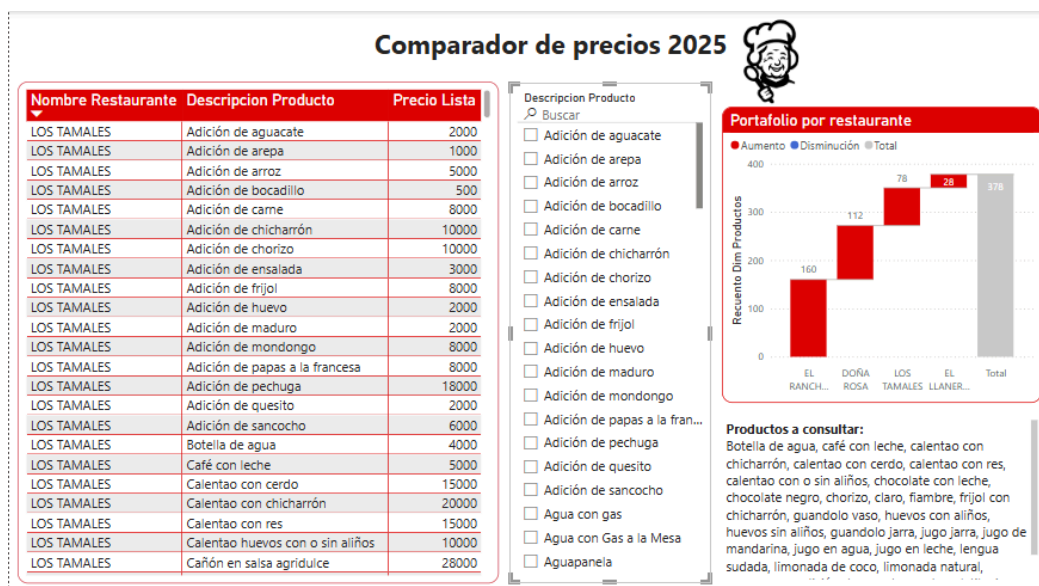 Comparador de precios 2025
Nombre Restaurante Descripcion Producto Precio Lista
LOS TAMALES Adición de aguacate 2000
LOS TAMALES Adición de arepa 1000
LOS TAMALES Adición de arroz 5000
LOS TAMALES Adición de bocadillo 500
LOS TAMALES Adición de carne 8000
LOS TAMALES Adición de chicharrón 10000
LOS TAMALES Adición de chorizo 10000
LOS TAMALES Adición de ensalada 3000
LOS TAMALES Adición de frijol 8000
LOS TAMALES Adición de huevo 2000
LOS TAMALES Adición de maduro 2000
LOS TAMALES Adición de mondongo 8000
LOS TAMALES Adición de papas a la francesa 8000
LOS TAMALES Adición de pechuga 18000
LOS TAMALES Adición de quesito 2000
LOS TAMALES Adición de sancocho 6000
LOS TAMALES Botella de agua 4000
LOS TAMALES Café con leche 5000
LOS TAMALES Calentao con cerdo 15000
LOS TAMALES Calentao con chicharrón 20000
LOS TAMALES Calentao con res 15000
LOS TAMALES Calentao huevos con o sin aliños 10000
LOS TAMALES Cañón en salsa agridulce 28000
Descripcion Producto
Buscar
Adición de aguacate
Adición de arepa
Adición de arroz
Adición de bocadillo
Adición de carne
Adición de chicharrón
Adición de chorizo
Adición de ensalada
Adición de frijol
Adición de huevo
Adición de maduro
Adición de mondongo
Adición de papas a la fran...
Adición de pechuga
Adición de quesito
Adición de sancocho
Agua con gas
Agua con Gas a la Mesa
Aguapanela
Portafolio por restaurante
Aumento Disminución Total
Recuento Dim Productos
400
300
200
100
0
160
112
78
28
378
EL RANCH...
DOÑA ROSA
LOS TAMALES
EL LLANER...
Total
Productos a consultar:
Botella de agua, café con leche, calentao con
chicharrón, calentao con cerdo, calentao con res,
calentao con o sin aliños, chocolate con leche,
chocolate negro, chorizo, claro, fiambre, frijol con
chicharrón, guandolo vaso, huevos con aliños,
huevos sin aliños, guandolo jarra, jugo jarra, jugo de
mandarina, jugo en agua, jugo en leche, lengua
sudada, limonada de coco, limonada natural,